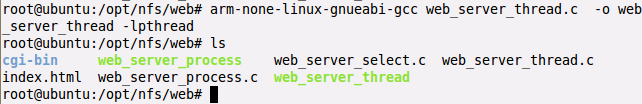 root@ubuntu:/opt/nfs/web# arm-none-linux-gnueabi-gcc web_server_thread.c  -o web
_server_thread -lpthread
root@ubuntu:/opt/nfs/web# ls
cgi-bin     web_server_process    web_server_select.c  web_server_thread.c
index.html  web_server_process.c  web_server_thread
root@ubuntu:/opt/nfs/web#